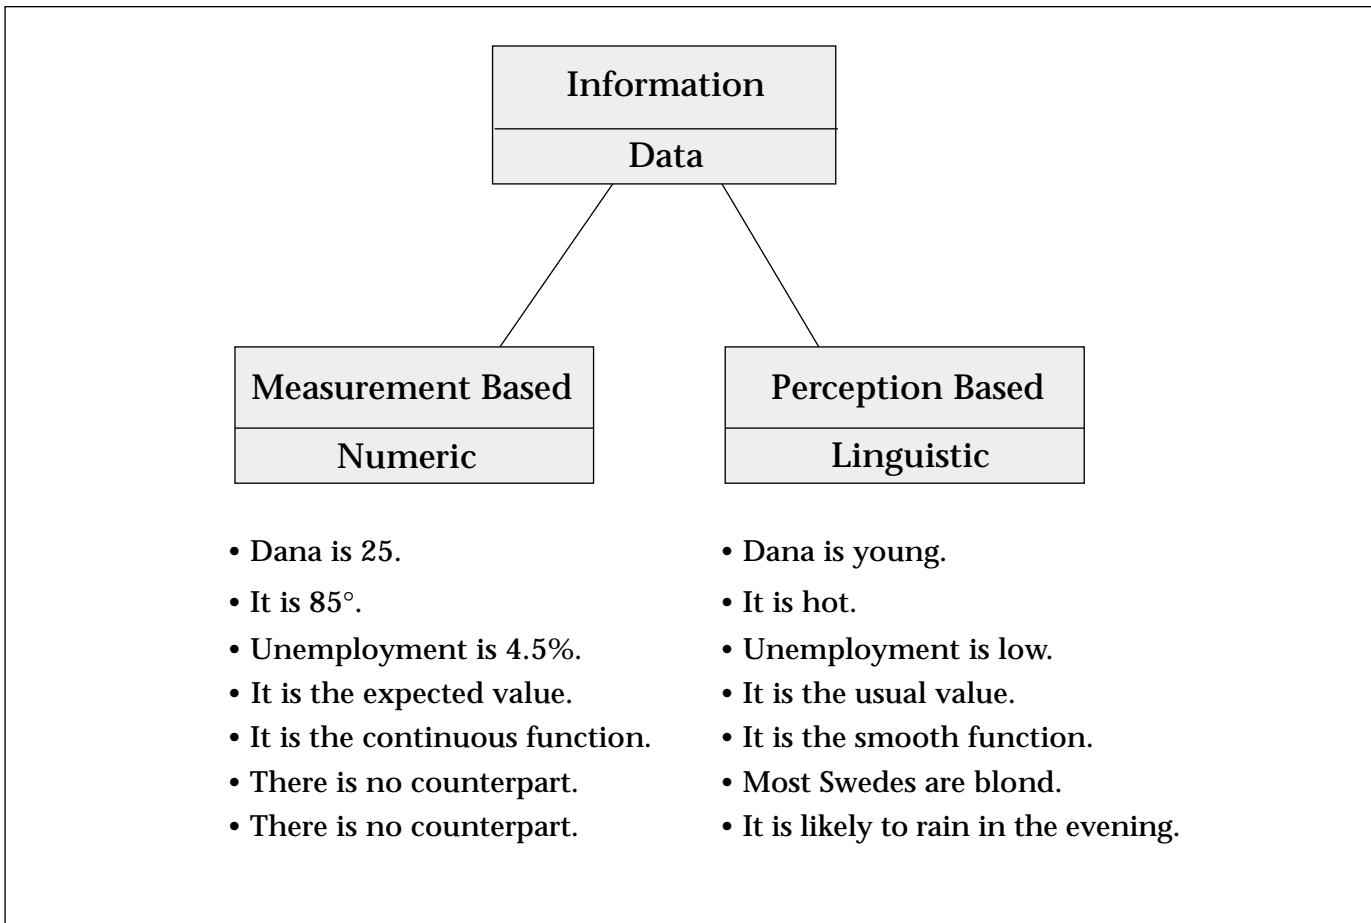 Information
Data
Measurement Based
Numeric
Perception Based
Linguistic
• Dana is 25.
• It is 85°.
• Unemployment is 4.5%.
• It is the expected value.
• It is the continuous function.
• There is no counterpart.
• There is no counterpart.
• Dana is young.
• It is hot.
• Unemployment is low.
• It is the usual value.
• It is the smooth function.
• Most Swedes are blond.
• It is likely to rain in the evening.